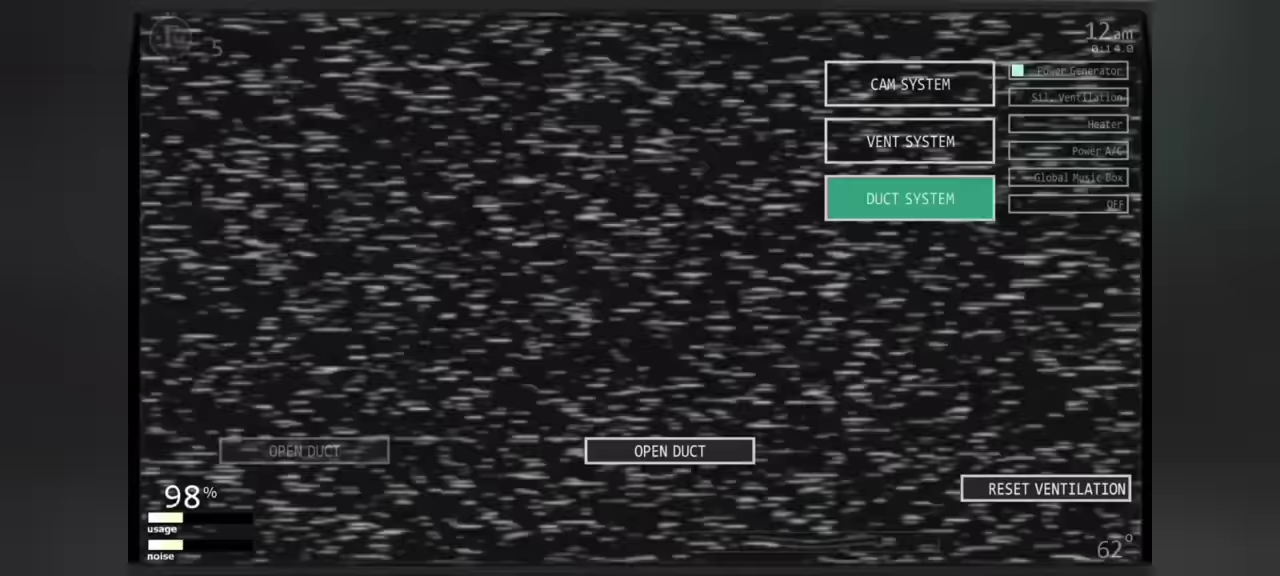 5
12am
0:14.0
CAM SYSTEM
VENT SYSTEM
DUCT SYSTEM
Power Generator
Sil. Ventilation
Heater
Power A/C
Global Music Box
OFF
OPEN DUCT
OPEN DUCT
RESET VENTILATION
98%
usage
noise
62°